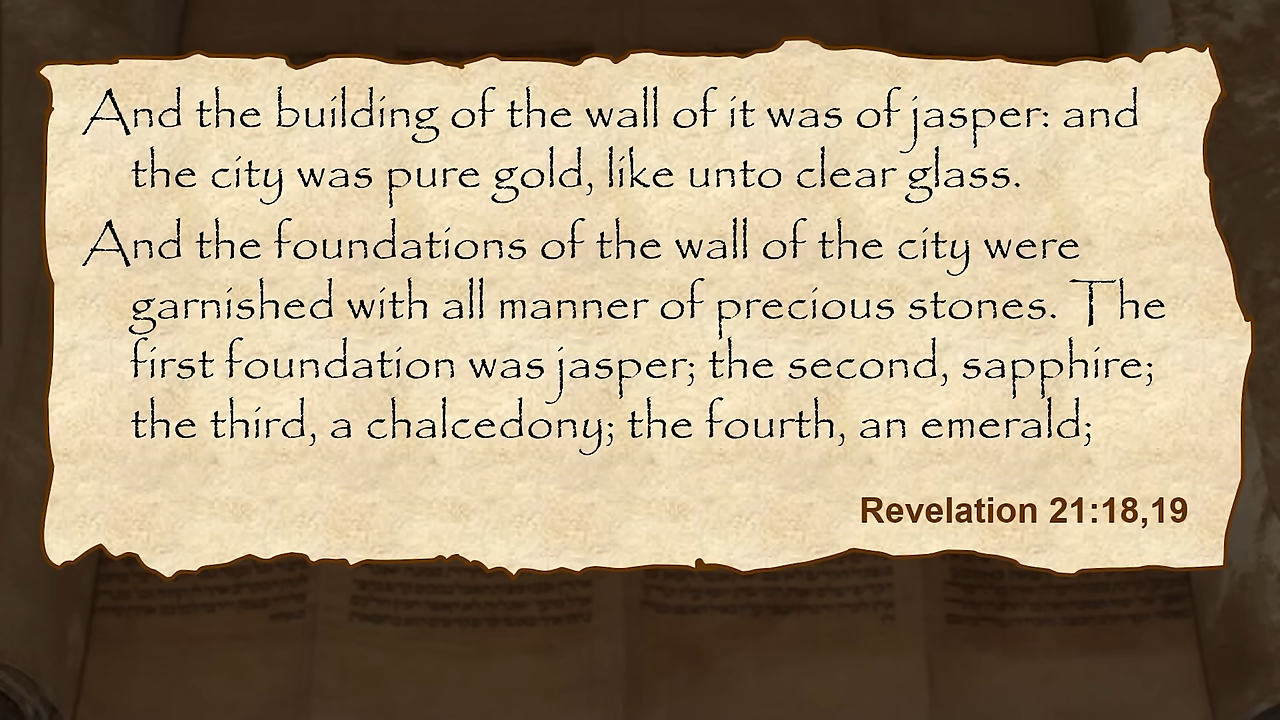 And the building of the wall of it was of jasper: and
the city was pure gold, like unto clear glass.
And the foundations of the wall of the city were
garnished with all manner of precious stones. The
first foundation was jasper; the second, sapphire;
the third, a chalcedony; the fourth, an emerald;
Revelation 21:18,19